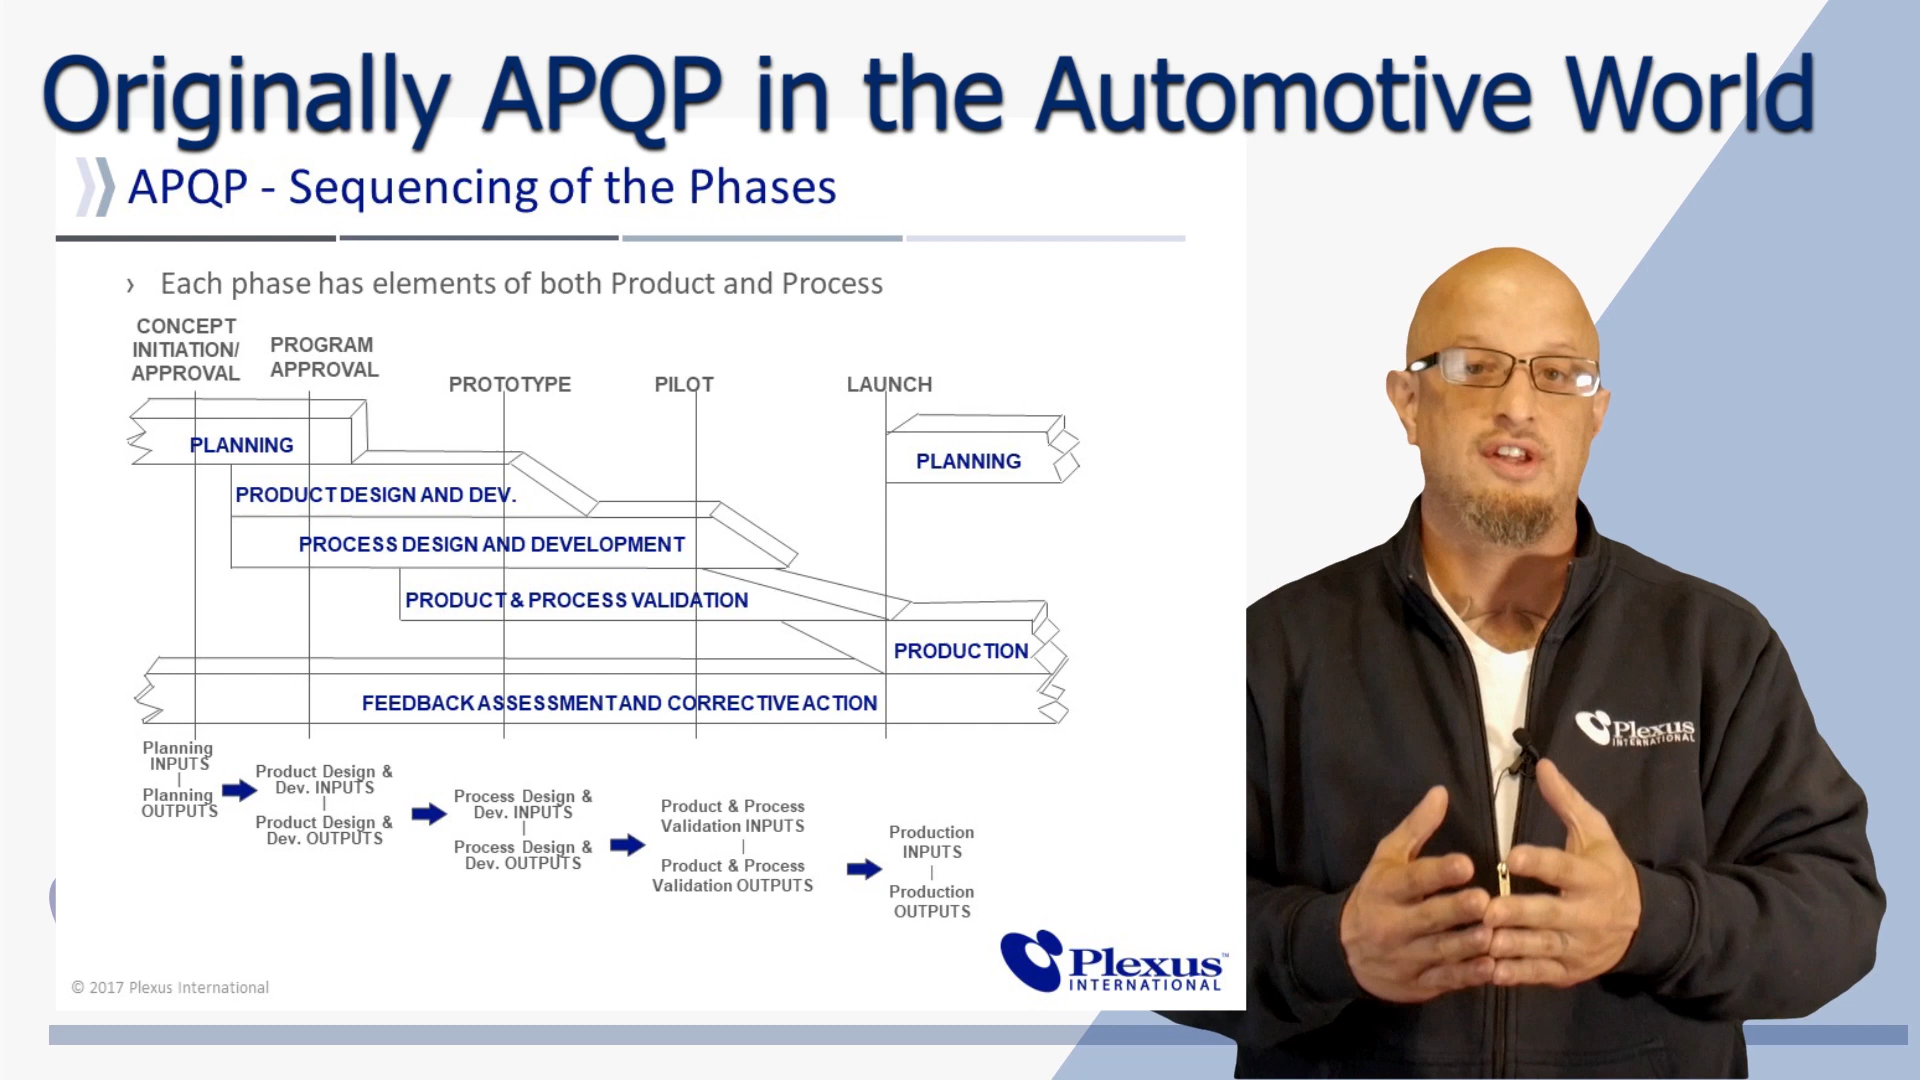 Originally APQP in the Automotive World
APQP - Sequencing of the Phases
› Each phase has elements of both Product and Process
CONCEPT
INITIATION/
APPROVAL
PROGRAM
APPROVAL
PROTOTYPE
PILOT
LAUNCH
PLANNING
PLANNING
PRODUCT DESIGN AND DEV.
PROCESS DESIGN AND DEVELOPMENT
PRODUCT & PROCESS VALIDATION
PRODUCTION
FEEDBACK ASSESSMENT AND CORRECTIVE ACTION
Planning
INPUTS
Planning
OUTPUTS
Product Design &
Dev. INPUTS
Product Design &
Dev. OUTPUTS
Process Design &
Dev. INPUTS
Process Design &
Dev. OUTPUTS
Product & Process
Validation INPUTS
Product & Process
Validation OUTPUTS
Production
INPUTS
Production
OUTPUTS
Plexus™
INTERNATIONAL
© 2017 Plexus International
Plexus
INTERNATIONAL